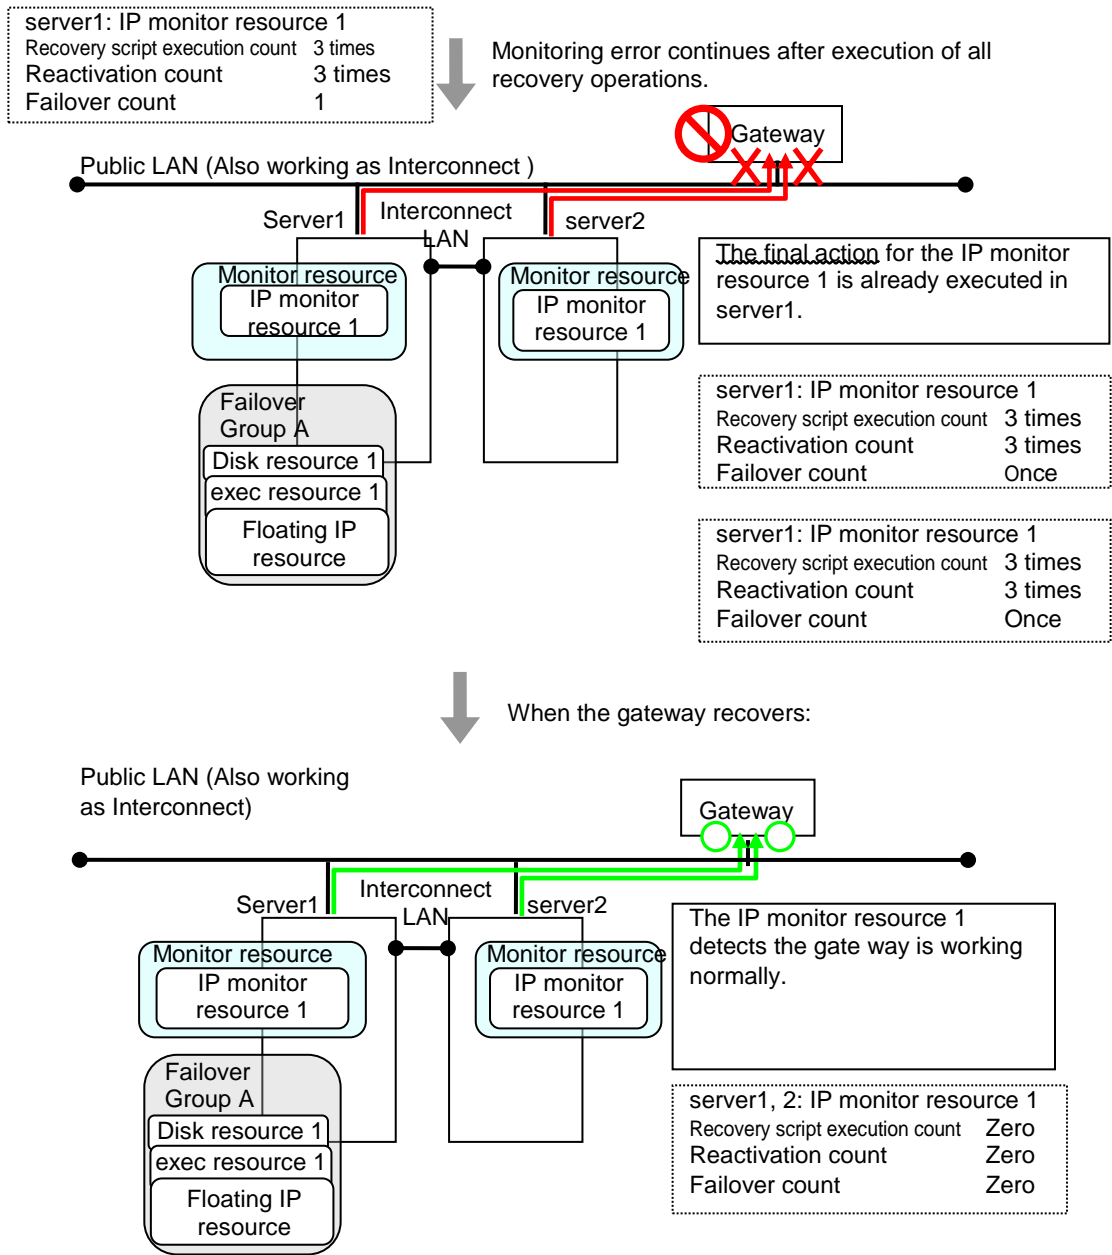 server1: IP monitor resource 1
Recovery script execution count 3 times
Reactivation count 3 times
Failover count 1
Monitoring error continues after execution of all
recovery operations.
Gateway
Public LAN (Also working as Interconnect )
Server1
Interconnect
LAN
server2
Monitor resource
IP monitor
resource 1
Monitor resource
IP monitor
resource 1
The final action for the IP monitor
resource 1 is already executed in
server1.
Failover
Group A
Disk resource 1
exec resource 1
Floating IP
resource
server1: IP monitor resource 1
Recovery script execution count 3 times
Reactivation count 3 times
Failover count Once
server1: IP monitor resource 1
Recovery script execution count 3 times
Reactivation count 3 times
Failover count Once
When the gateway recovers:
Public LAN (Also working
as Interconnect)
Gateway
Server1
Interconnect
LAN
server2
Monitor resource
IP monitor
resource 1
Monitor resource
IP monitor
resource 1
The IP monitor resource 1
detects the gate way is working
normally.
Failover
Group A
Disk resource 1
exec resource 1
Floating IP
resource
server1, 2: IP monitor resource 1
Recovery script execution count Zero
Reactivation count Zero
Failover count Zero